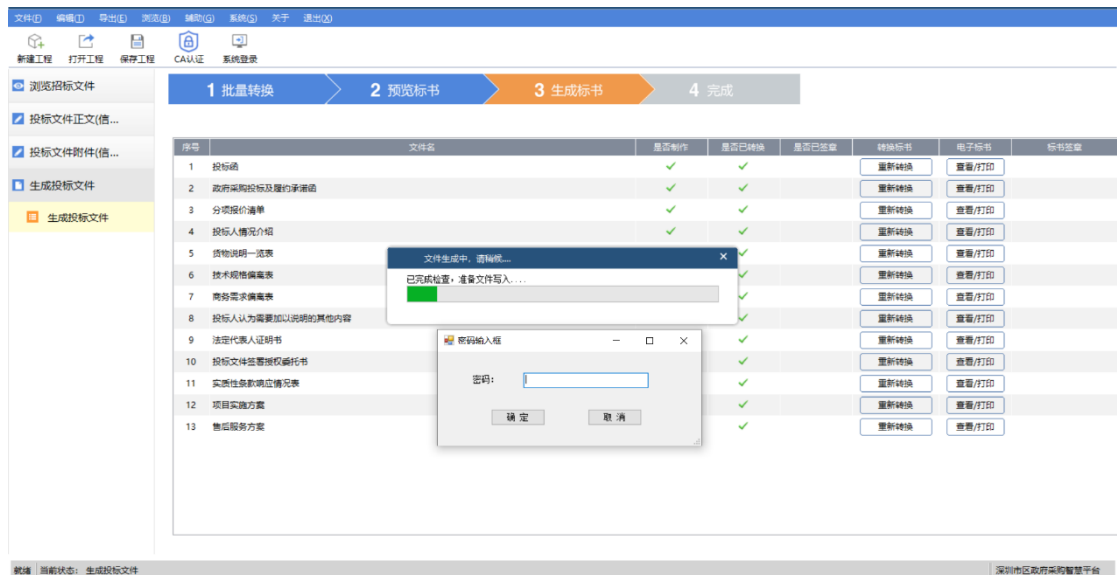 文件(F) 编辑(T) 导出(E) 浏览(B) 辅助(G) 系统(S) 关于 退出(X)
新建工程 打开工程 保存工程 CA认证 系统登录
浏览招标文件
投标文件正文(信...
投标文件附件(信...
生成投标文件
生成投标文件
1 批量转换 2 预览标书 3 生成标书 4 完成
序号 文件名 是否制作 是否已转换 是否已签章 转换标书 电子标书 标书签章
1 投标函 重新转换 查看/打印
2 政府采购投标及履约承诺函 重新转换 查看/打印
3 分项报价清单 重新转换 查看/打印
4 投标人情况介绍 重新转换 查看/打印
5 货物说明一览表 重新转换 查看/打印
6 技术规格偏离表 重新转换 查看/打印
7 商务需求偏离表 重新转换 查看/打印
8 投标人认为需要加以说明的其他内容 重新转换 查看/打印
9 法定代表人证明书 重新转换 查看/打印
10 投标文件签署授权委托书 重新转换 查看/打印
11 实质性条款响应情况表 重新转换 查看/打印
12 项目实施方案 重新转换 查看/打印
13 售后服务方案 重新转换 查看/打印
文件生成中，请稍候....
已完成检查，准备文件写入....
密码输入框
密码:
确 定 取 消
就绪 当前状态: 生成投标文件 深圳市区政府采购智慧平台